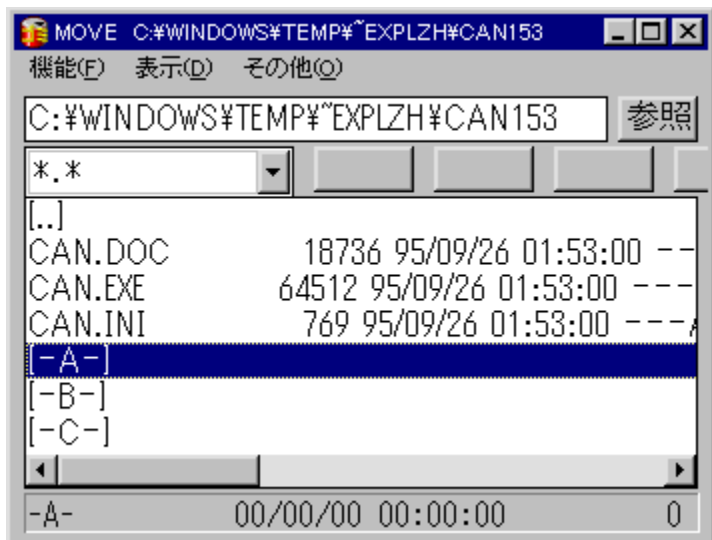 MOVE C:¥WINDOWS¥TEMP¥~EXPLZH¥CAN153
機能(F) 表示(D) その他(O)
C:¥WINDOWS¥TEMP¥~EXPLZH¥CAN153 参照
*.*
[..]
CAN.DOC 18736 95/09/26 01:53:00 --
CAN.EXE 64512 95/09/26 01:53:00 ---
CAN.INI 769 95/09/26 01:53:00 ---
[-A-]
[-B-]
[-C-]
-A- 00/00/00 00:00:00 0